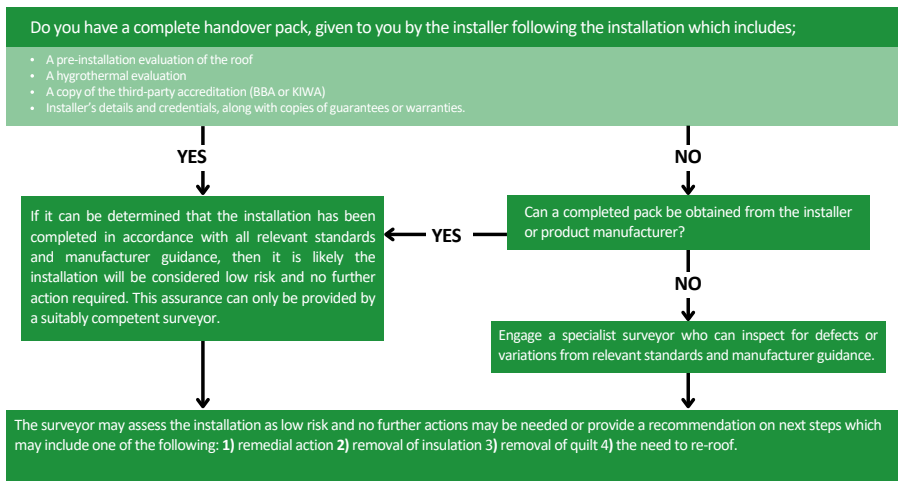 Do you have a complete handover pack, given to you by the installer following the installation which includes;
• A pre-installation evaluation of the roof
• A hygrothermal evaluation
• A copy of the third-party accreditation (BBA or KIWA)
• Installer's details and credentials, along with copies of guarantees or warranties.
YES
NO
If it can be determined that the installation has been
completed in accordance with all relevant standards
and manufacturer guidance, then it is likely the
installation will be considered low risk and no further
action required. This assurance can only be provided by
a suitably competent surveyor.
YES
Can a completed pack be obtained from the installer
or product manufacturer?
NO
Engage a specialist surveyor who can inspect for defects or
variations from relevant standards and manufacturer guidance.
The surveyor may assess the installation as low risk and no further actions may be needed or provide a recommendation on next steps which
may include one of the following: 1) remedial action 2) removal of insulation 3) removal of quilt 4) the need to re-roof.